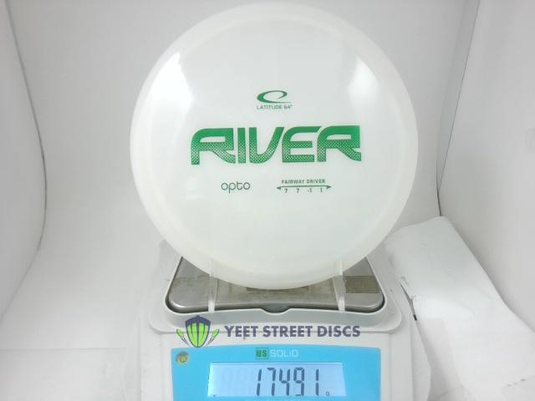 LATITUDE 64°
RIVER
opto
FAIRWAY DRIVER
7 7 -1 1
YEET STREET DISCS
US SOLID
174.91 g